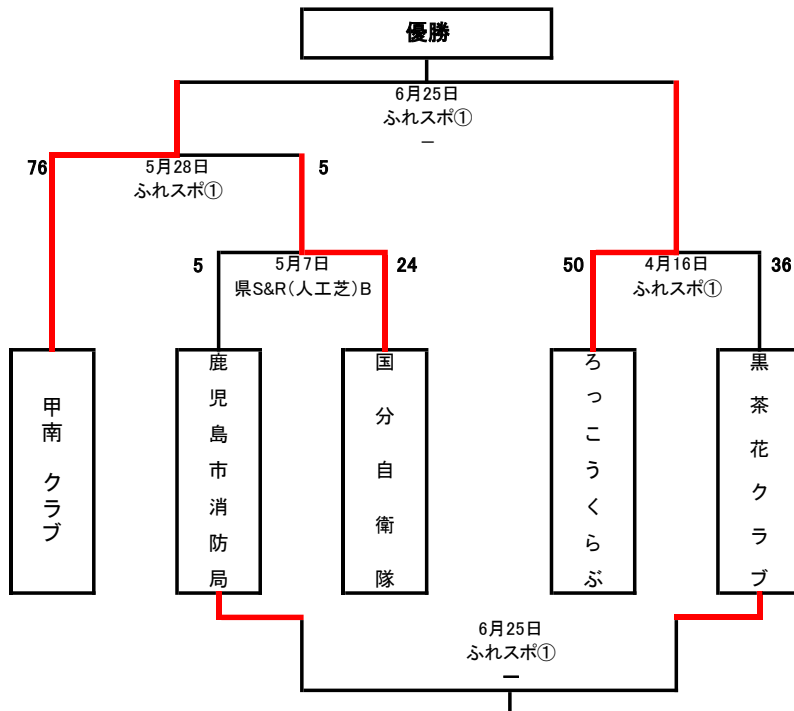 優勝
6月25日
ふれスポ①
－
76
5月28日
ふれスポ①
5
5
5月7日
県S&R(人工芝)B
24
50
4月16日
ふれスポ①
36
甲南 クラブ
鹿児島市消防局
国分自衛隊
ろっこうくらぶ
黒茶花クラブ
6月25日
ふれスポ①
－